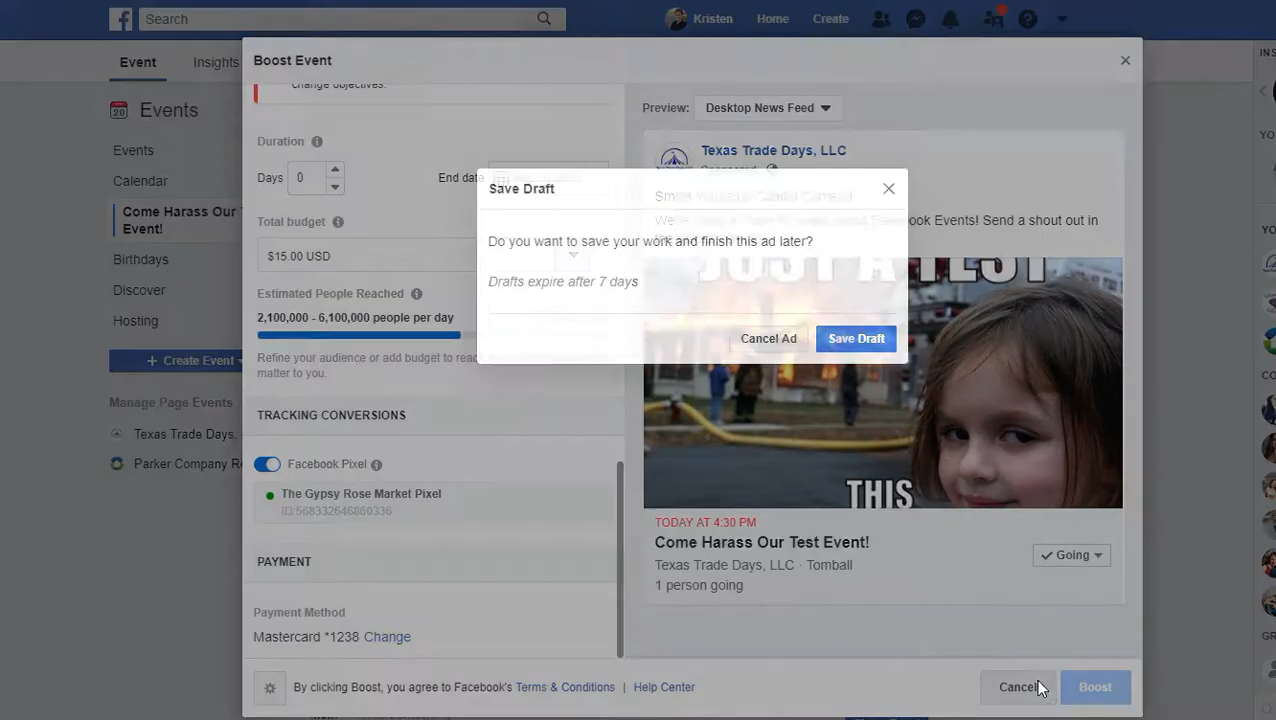 Search
Kristen
Home
Create
Event
Insights
Boost Event
Events
Events
Calendar
Come Harass Our
Event!
Birthdays
Discover
Hosting
+ Create Event
Manage Page Events
Texas Trade Days,
Parker Company
change objectives.
Duration
Days 0
End date
Total budget
$15.00 USD
Estimated People Reached
2,100,000 - 6,100,000 people per day
Refine your audience or add budget to
matter to you.
TRACKING CONVERSIONS
Facebook Pixel
The Gypsy Rose Market Pixel
ID:568332646860336
PAYMENT
Payment Method
Mastercard *1238 Change
Preview: Desktop News Feed
Texas Trade Days, LLC
Sponsored
Events! Send a shout out in
Save Draft
Do you want to save your work and finish this ad later?
Drafts expire after 7 days
Cancel Ad
Save Draft
JUST A TEST
THIS
TODAY AT 4:30 PM
Come Harass Our Test Event!
Texas Trade Days, LLC · Tomball
1 person going
Going
By clicking Boost, you agree to Facebook's Terms & Conditions | Help Center
Cancel
Boost